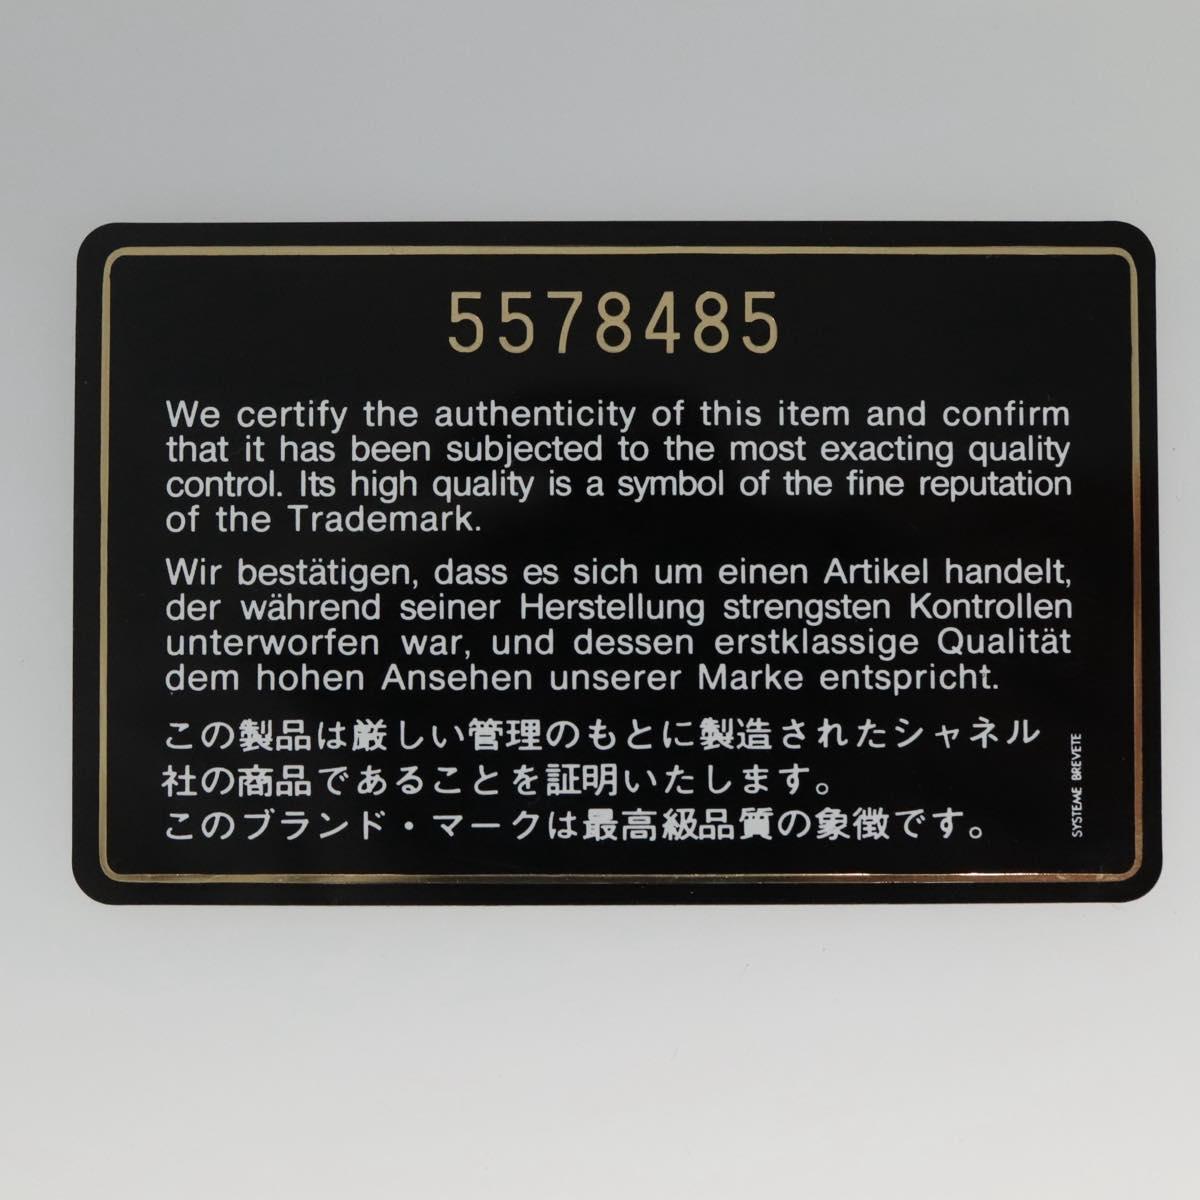 5578485
We certify the authenticity of this item and confirm
that it has been subjected to the most exacting quality
control. Its high quality is a symbol of the fine reputation
of the Trademark.
Wir bestätigen, dass es sich um einen Artikel handelt,
der während seiner Herstellung strengsten Kontrollen
unterworfen war, und dessen erstklassige Qualität
dem hohen Ansehen unserer Marke entspricht.
この製品は厳しい管理のもとに製造されたシャネル
社の商品であることを証明いたします。
このブランド・マークは最高級品質の象徴です。
SYSTEME BREVETE